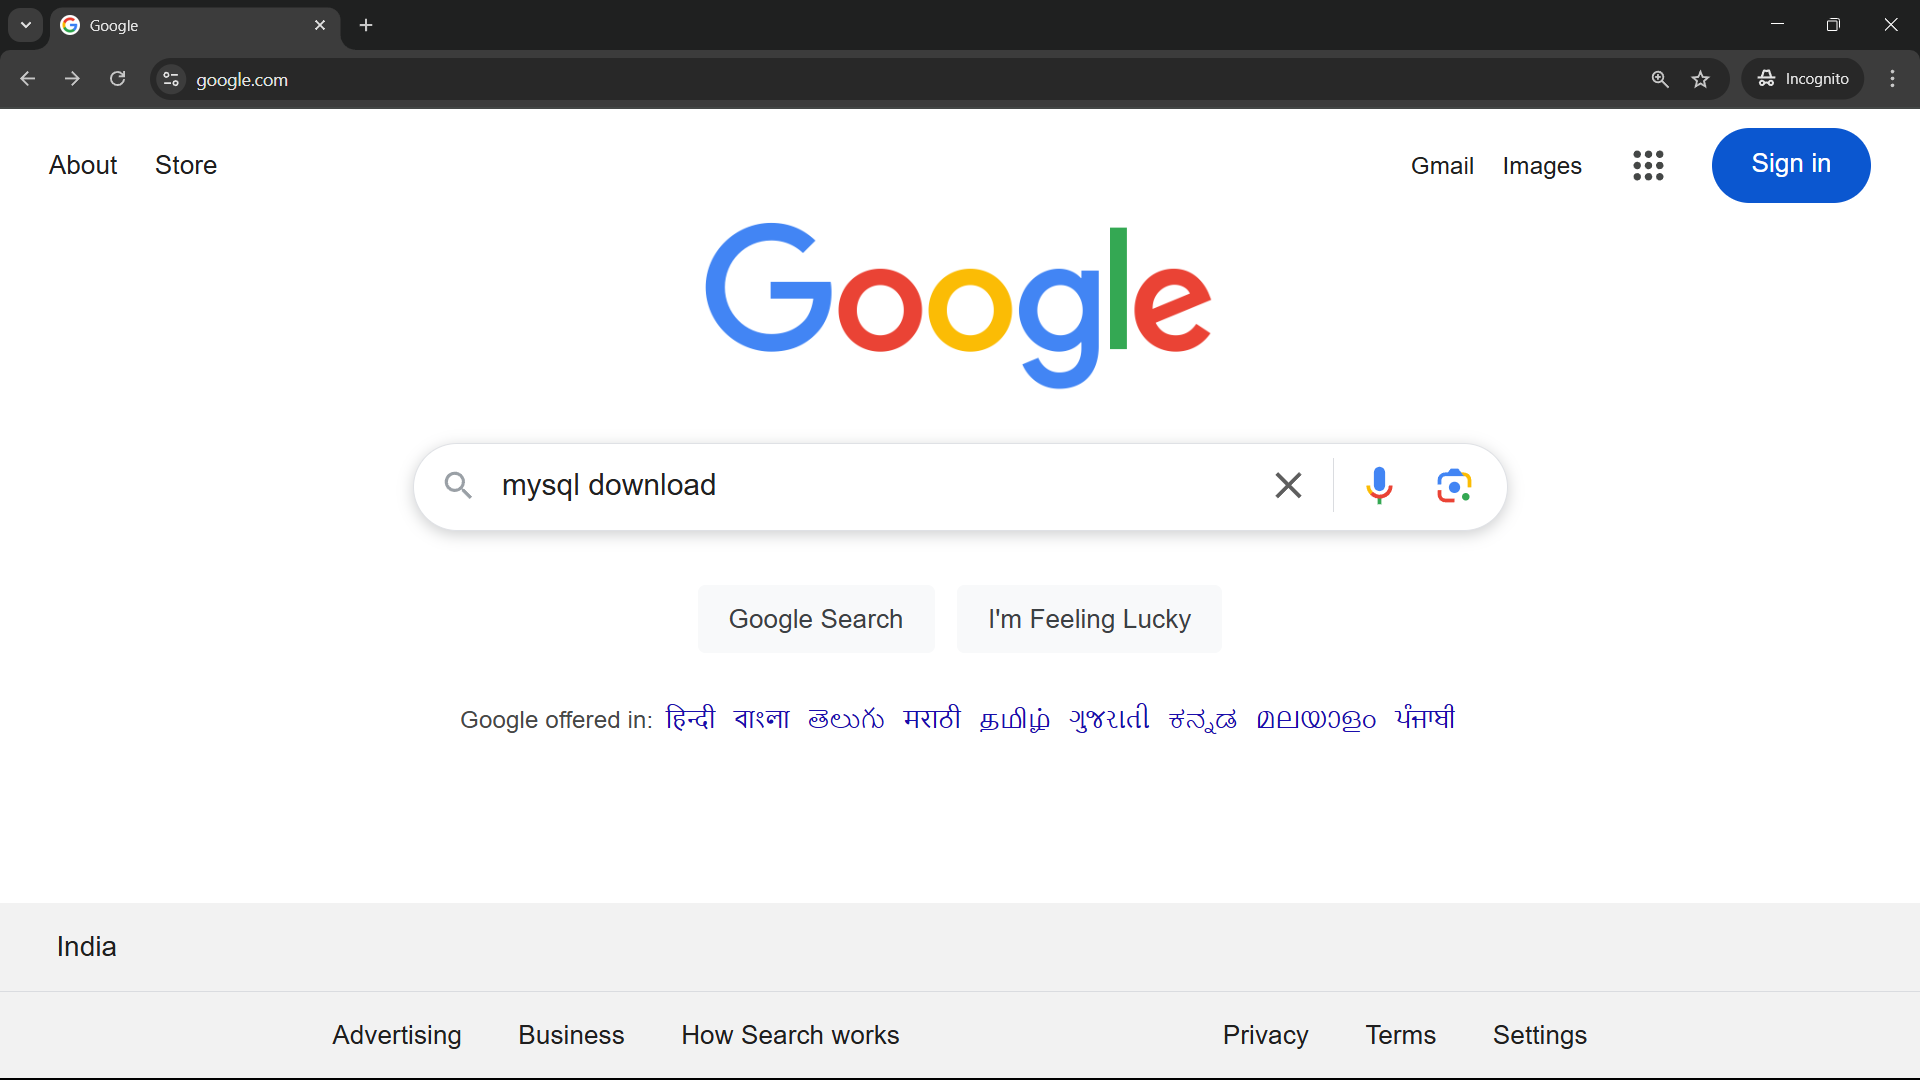 Google
google.com
Incognito
About Store
Gmail Images Sign in
Google
mysql download
Google Search I'm Feeling Lucky
Google offered in: हिन्दी বাংলা తెలుగు मराठी தமிழ் ગુજરાતી ಕನ್ನಡ മലയാളം ਪੰਜਾਬੀ
India
Advertising Business How Search works Privacy Terms Settings